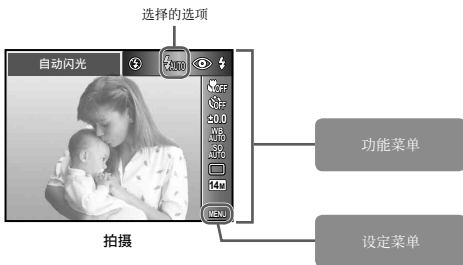 选择的选项
自动闪光 AUTO
OFF
OFF
±0.0
WB
AUTO
ISO
AUTO
14M
MENU
功能菜单
拍摄
设定菜单